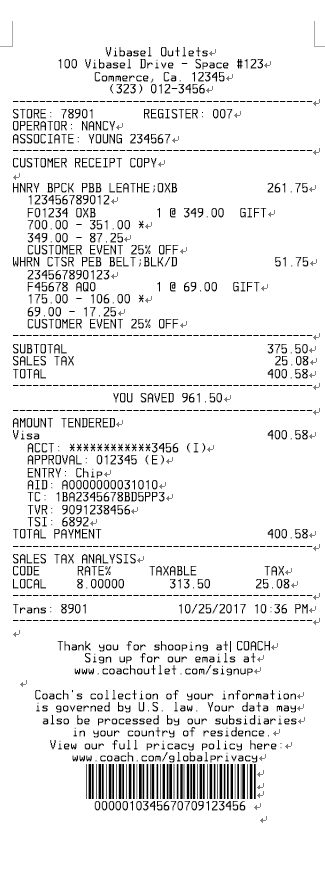 Vibasel Outlets
100 Vibasel Drive - Space #123
Commerce, Ca. 12345
(323) 012-3456
STORE: 78901 REGISTER: 007
OPERATOR: NANCY
ASSOCIATE: YOUNG 234567
CUSTOMER RECEIPT COPY
HNRY BPCK PBB LEATHE;OXB 261.75
123456789012
F01234 OXB 1 @ 349.00 GIFT
700.00 - 351.00 *
349.00 - 87.25
CUSTOMER EVENT 25% OFF
WHRN CTSR PEB BELT;BLK/D 51.75
234567890123
F45678 AQO 1 @ 69.00 GIFT
175.00 - 106.00 *
69.00 - 17.25
CUSTOMER EVENT 25% OFF
SUBTOTAL 375.50
SALES TAX 25.08
TOTAL 400.58
YOU SAVED 961.50
AMOUNT TENDERED
Visa 400.58
ACCT: ************3456 (I)
APPROVAL: 012345 (E)
ENTRY: Chip
AID: A0000000031010
TC: 1BA2345678BD5PP3
TVR: 9091238456
TSI: 6892
TOTAL PAYMENT 400.58
SALES TAX ANALYSIS
CODE RATE% TAXABLE TAX
LOCAL 8.00000 313.50 25.08
Trans: 8901 10/25/2017 10:36 PM
Thank you for shooping at COACH
Sign up for our emails at
www.coachoutlet.com/signup
Coach's collection of your information
is governed by U.S. law. Your data may
also be processed by our subsidiaries
in your country of residence.
View our full pricacy policy here:
www.coach.com/globalprivacy
0000010345670709123456